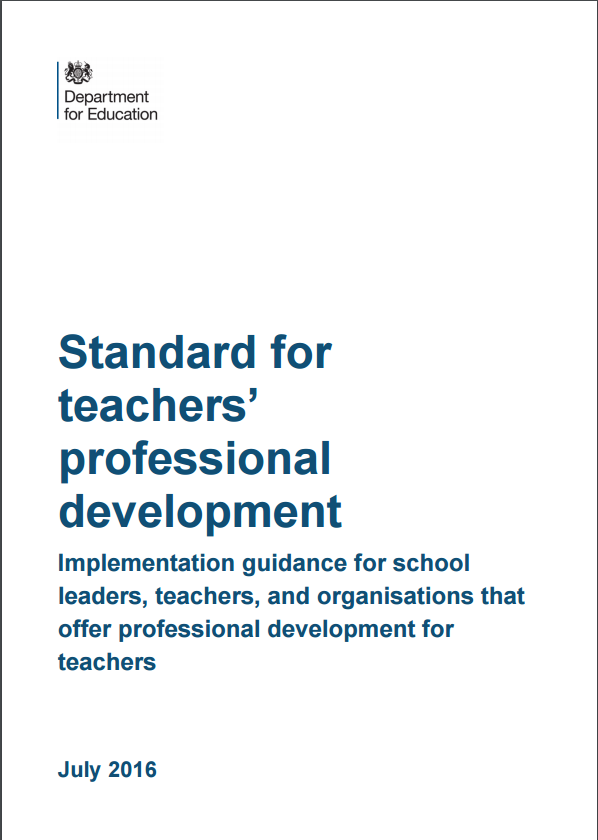 Department
for Education
Standard for
teachers’
professional
development
Implementation guidance for school
leaders, teachers, and organisations that
offer professional development for
teachers
July 2016